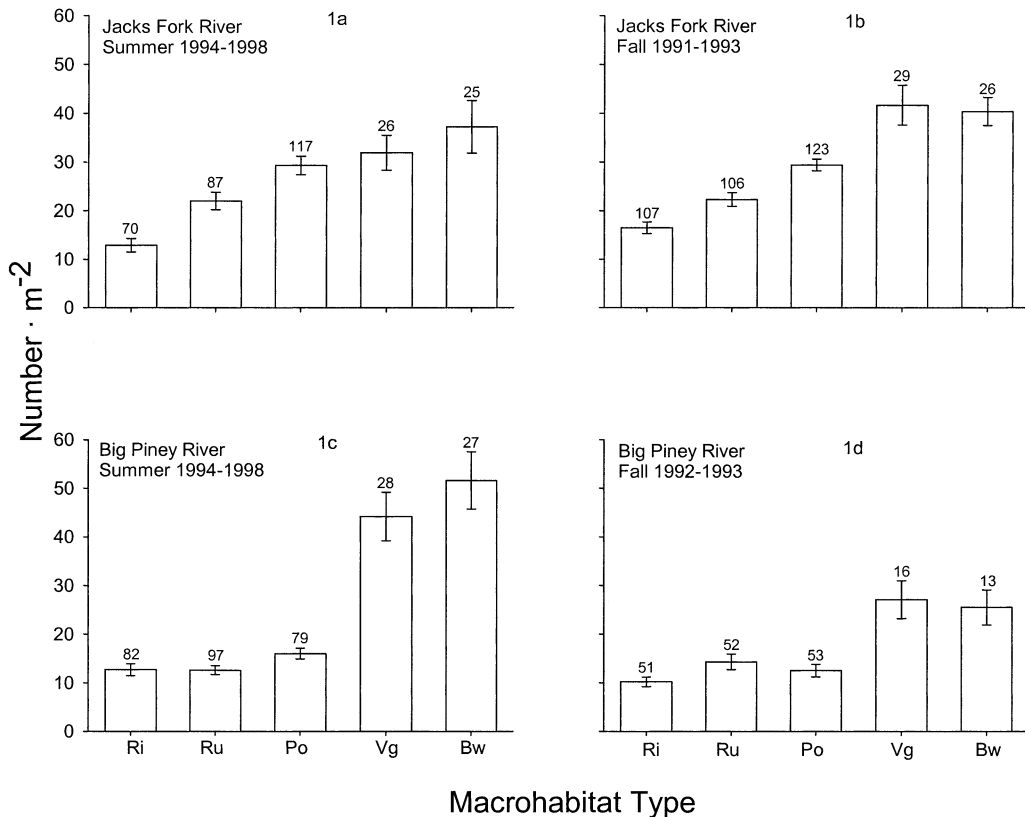 Number · m-2
60
50
40
30
20
10
0
Jacks Fork River
Summer 1994-1998
1a
70
87
117
26
25
Jacks Fork River
Fall 1991-1993
1b
107
106
123
29
26
60
50
40
30
20
10
0
Big Piney River
Summer 1994-1998
1c
82
97
79
28
27
Ri Ru Po Vg Bw
Big Piney River
Fall 1992-1993
1d
51
52
53
16
13
Ri Ru Po Vg Bw
Macrohabitat Type